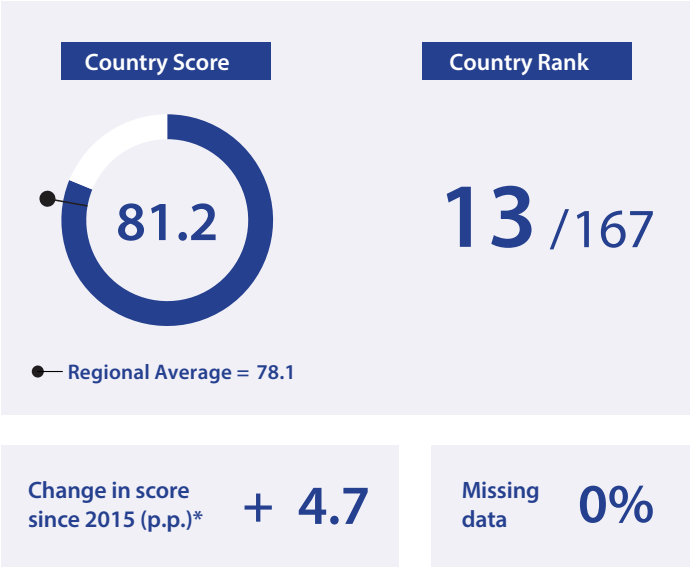 Country Score
Country Rank
81.2
13 /167
Regional Average = 78.1
Change in score
since 2015 (p.p.)*
+ 4.7
Missing
data
0%